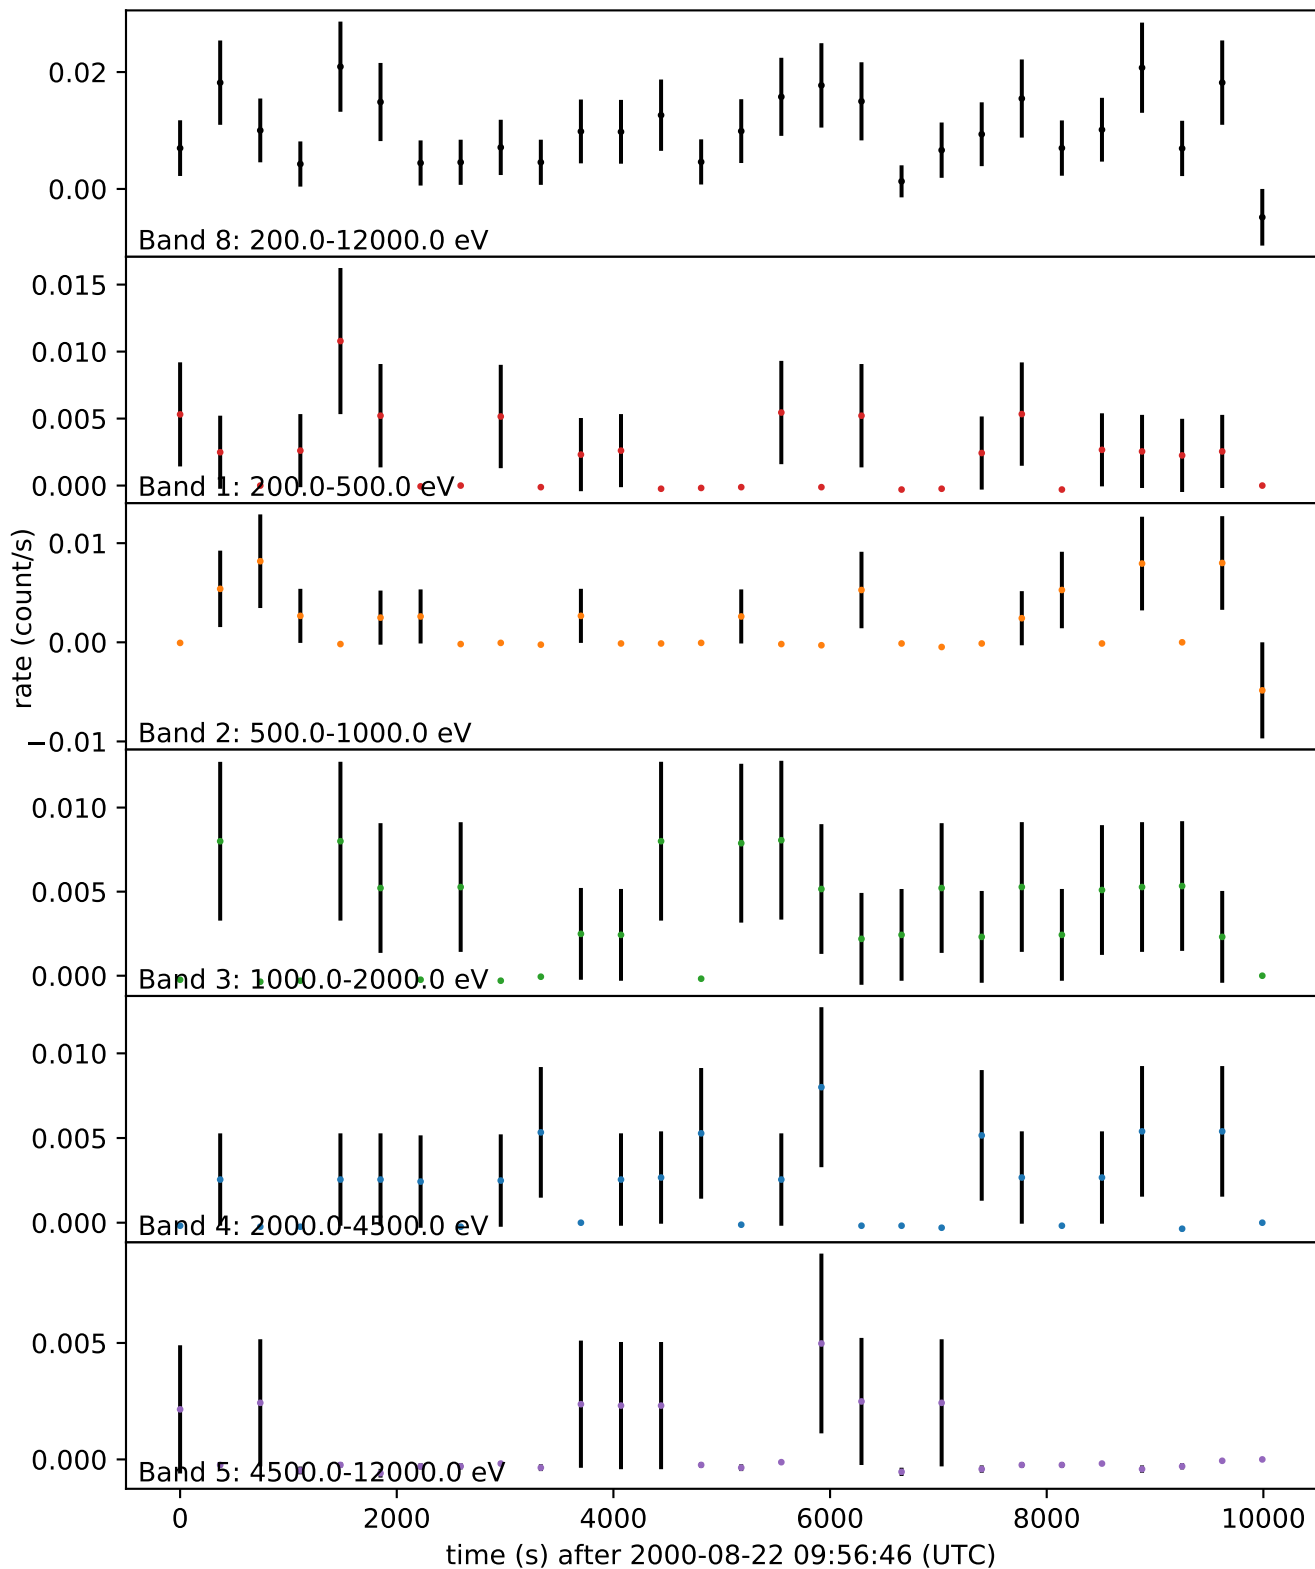 0.02
0.00
Band 8: 200.0-12000.0 eV
0.015
0.010
0.005
0.000
Band 1: 200.0-500.0 eV
rate (count/s)
0.01
0.00
−0.01
Band 2: 500.0-1000.0 eV
0.010
0.005
0.000
Band 3: 1000.0-2000.0 eV
0.010
0.005
0.000
Band 4: 2000.0-4500.0 eV
0.005
0.000
Band 5: 4500.0-12000.0 eV
0 2000 4000 6000 8000 10000
time (s) after 2000-08-22 09:56:46 (UTC)